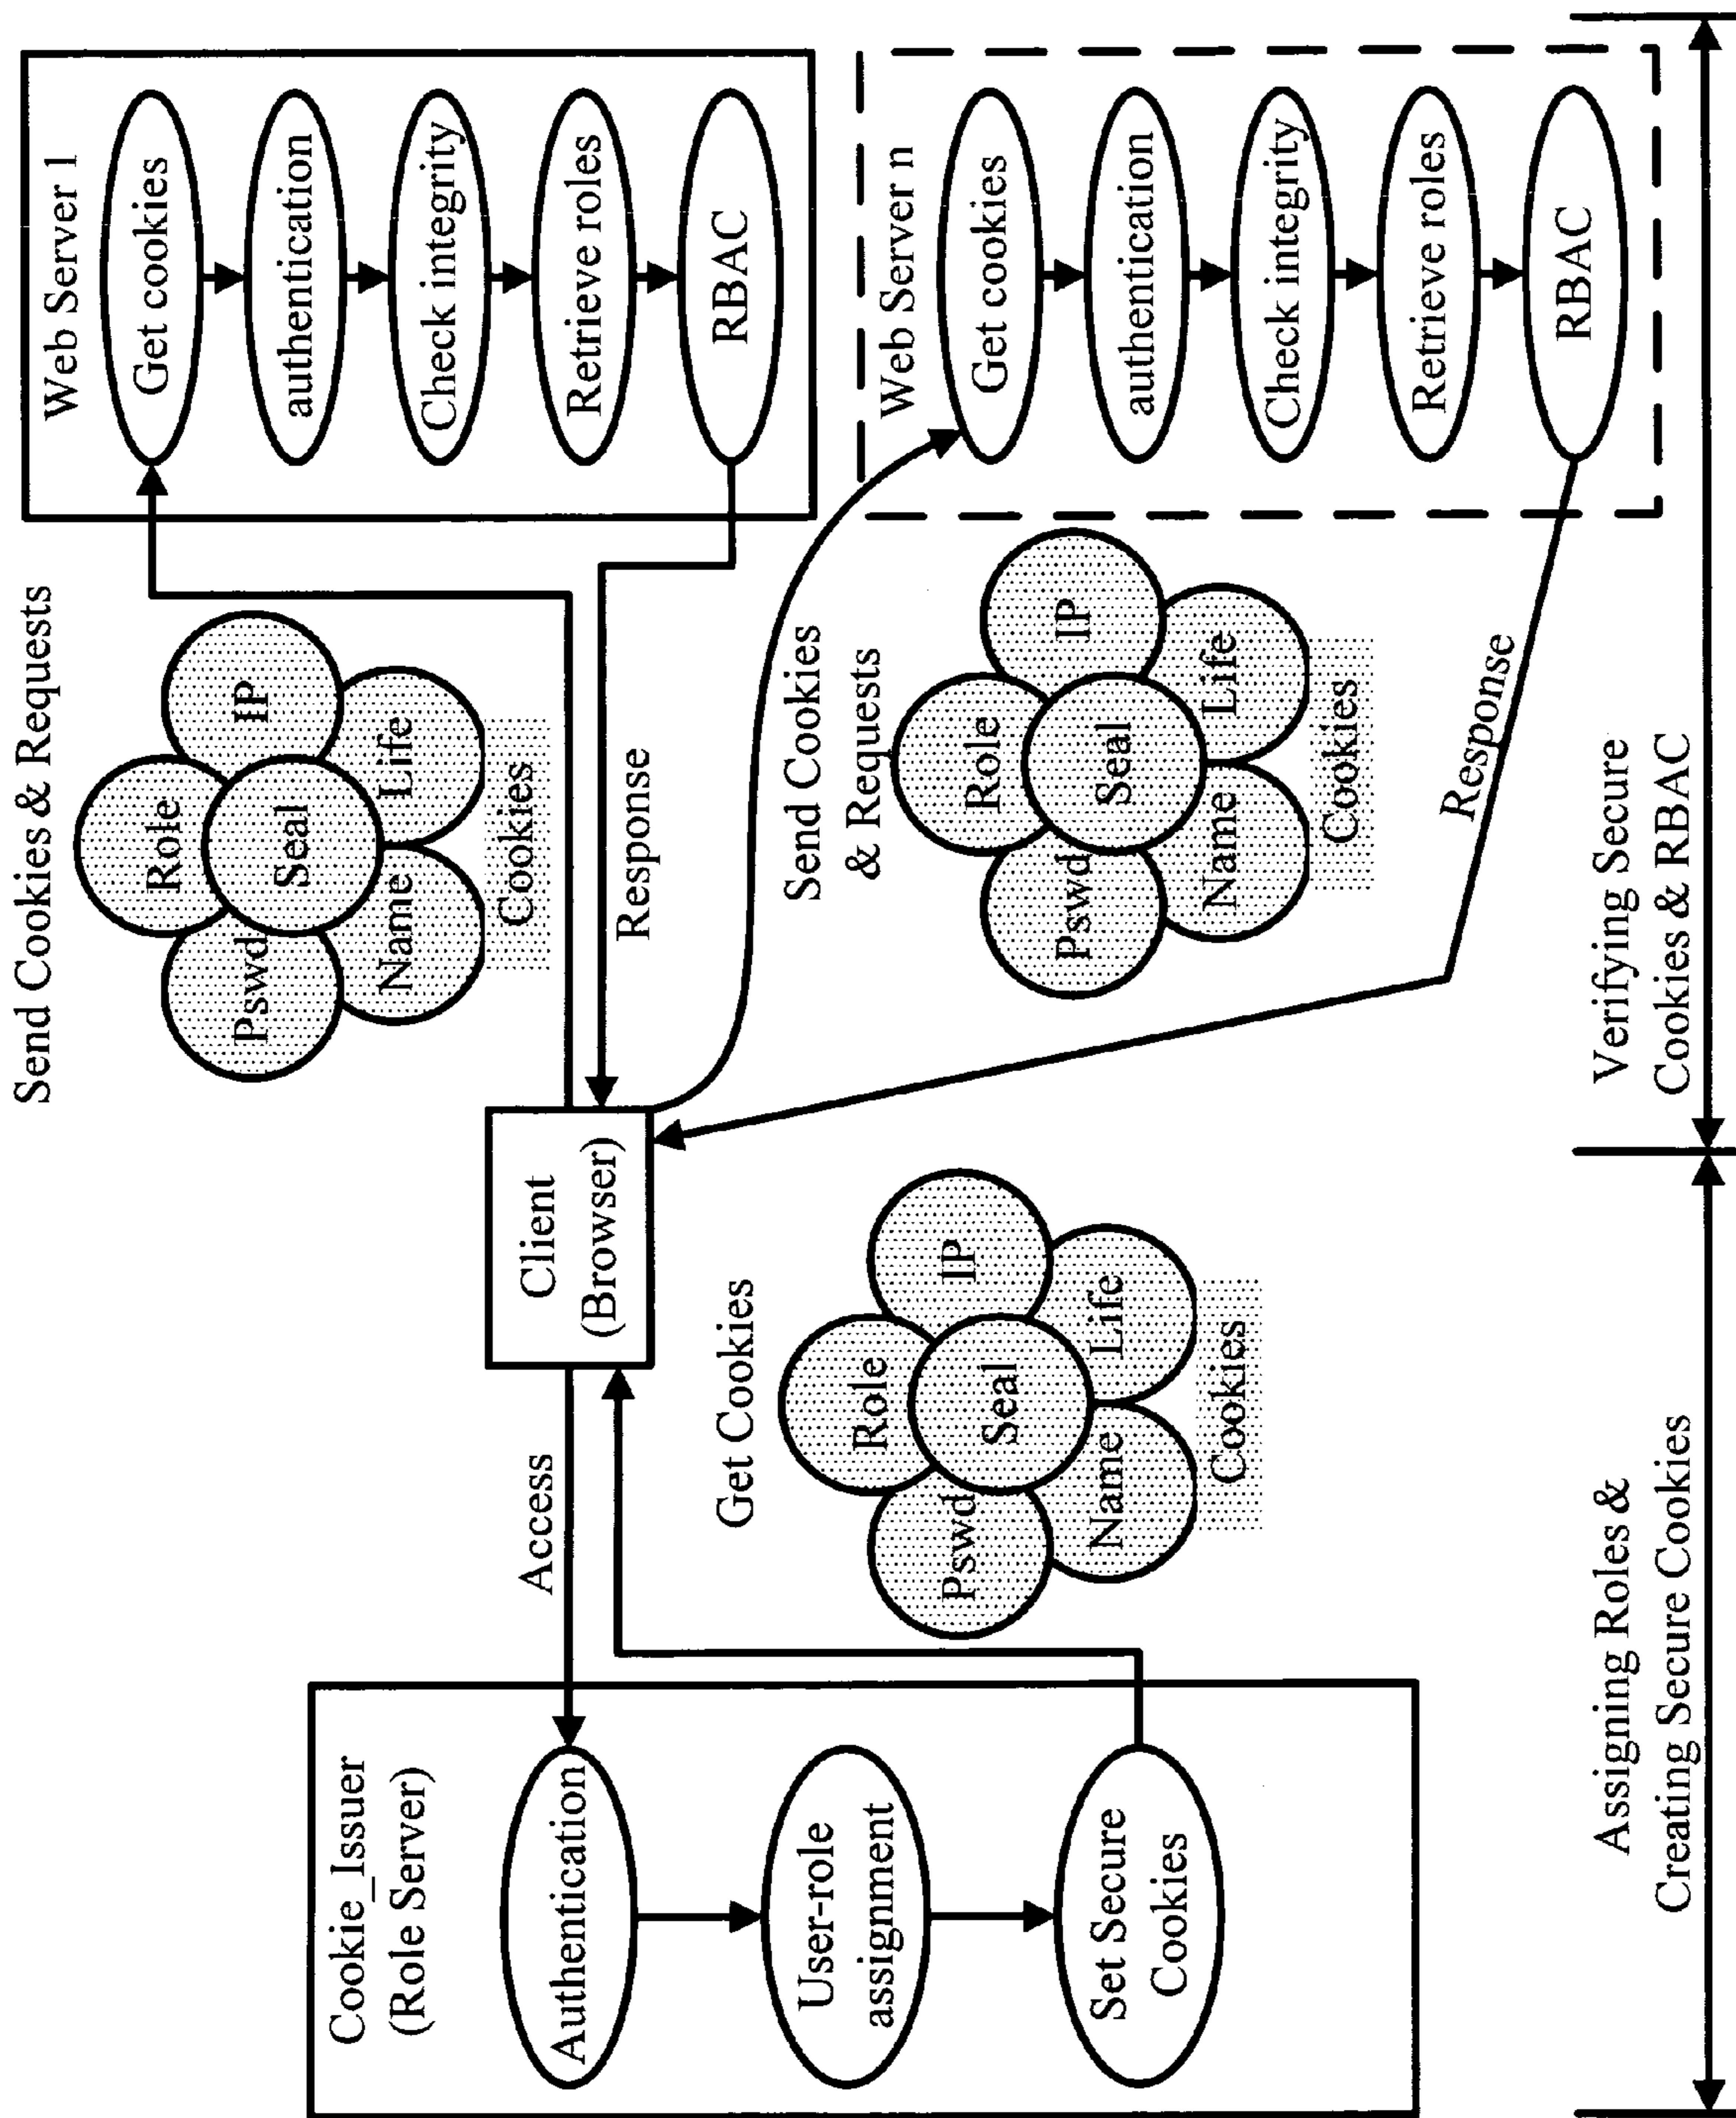 Cookie_Issuer
(Role Server)
Authentication
User-role
assignment
Set Secure
Cookies
Access
Get Cookies
Role
Pswd
IP
Seal
Name
Life
Cookies
Client
(Browser)
Send Cookies & Requests
Role
Pswd
IP
Seal
Name
Life
Cookies
Response
Send Cookies
& Requests
Role
Pswd
IP
Seal
Name
Life
Cookies
Response
Web Server 1
Get cookies
authentication
Check integrity
Retrieve roles
RBAC
Web Server n
Get cookies
authentication
Check integrity
Retrieve roles
RBAC
Assigning Roles &
Creating Secure Cookies
Verifying Secure
Cookies & RBAC